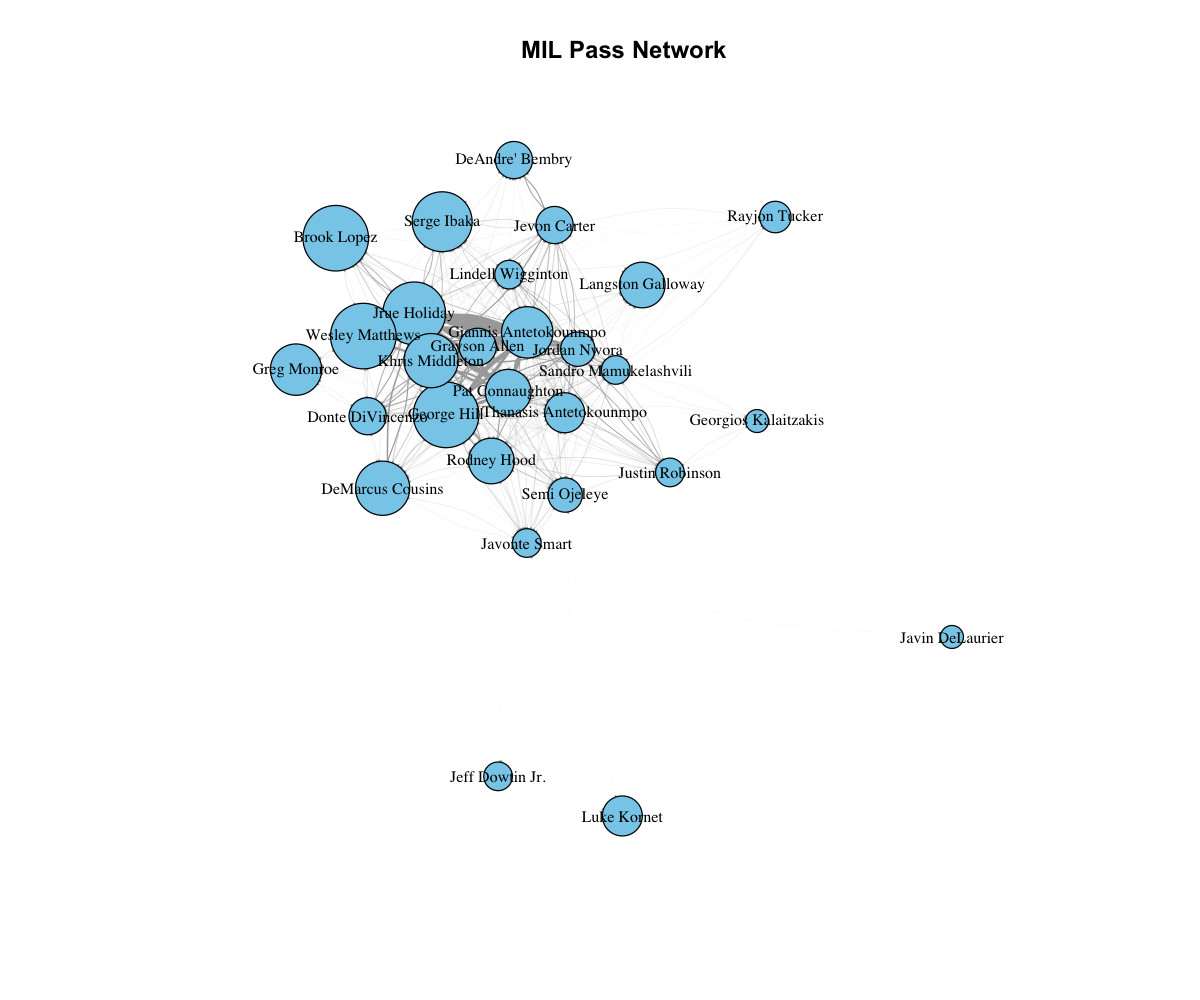 MIL Pass Network
DeAndre' Bembry
Rayjon Tucker
Serge Ibaka
Jevon Carter
Brook Lopez
Lindell Wigginton
Langston Galloway
Jrue Holiday
Giannis Antetokounmpo
Wesley Matthews
Grayson Allen
Jordan Nwora
Khris Middleton
Greg Monroe
Sandro Mamukelashvili
Pat Connaughton
Donte DiVincenzo
George Hill
Thanasis Antetokounmpo
Georgios Kalaitzakis
Rodney Hood
Justin Robinson
DeMarcus Cousins
Semi Ojeleye
Javonte Smart
Javin DeLaurier
Jeff Dowtin Jr.
Luke Kornet